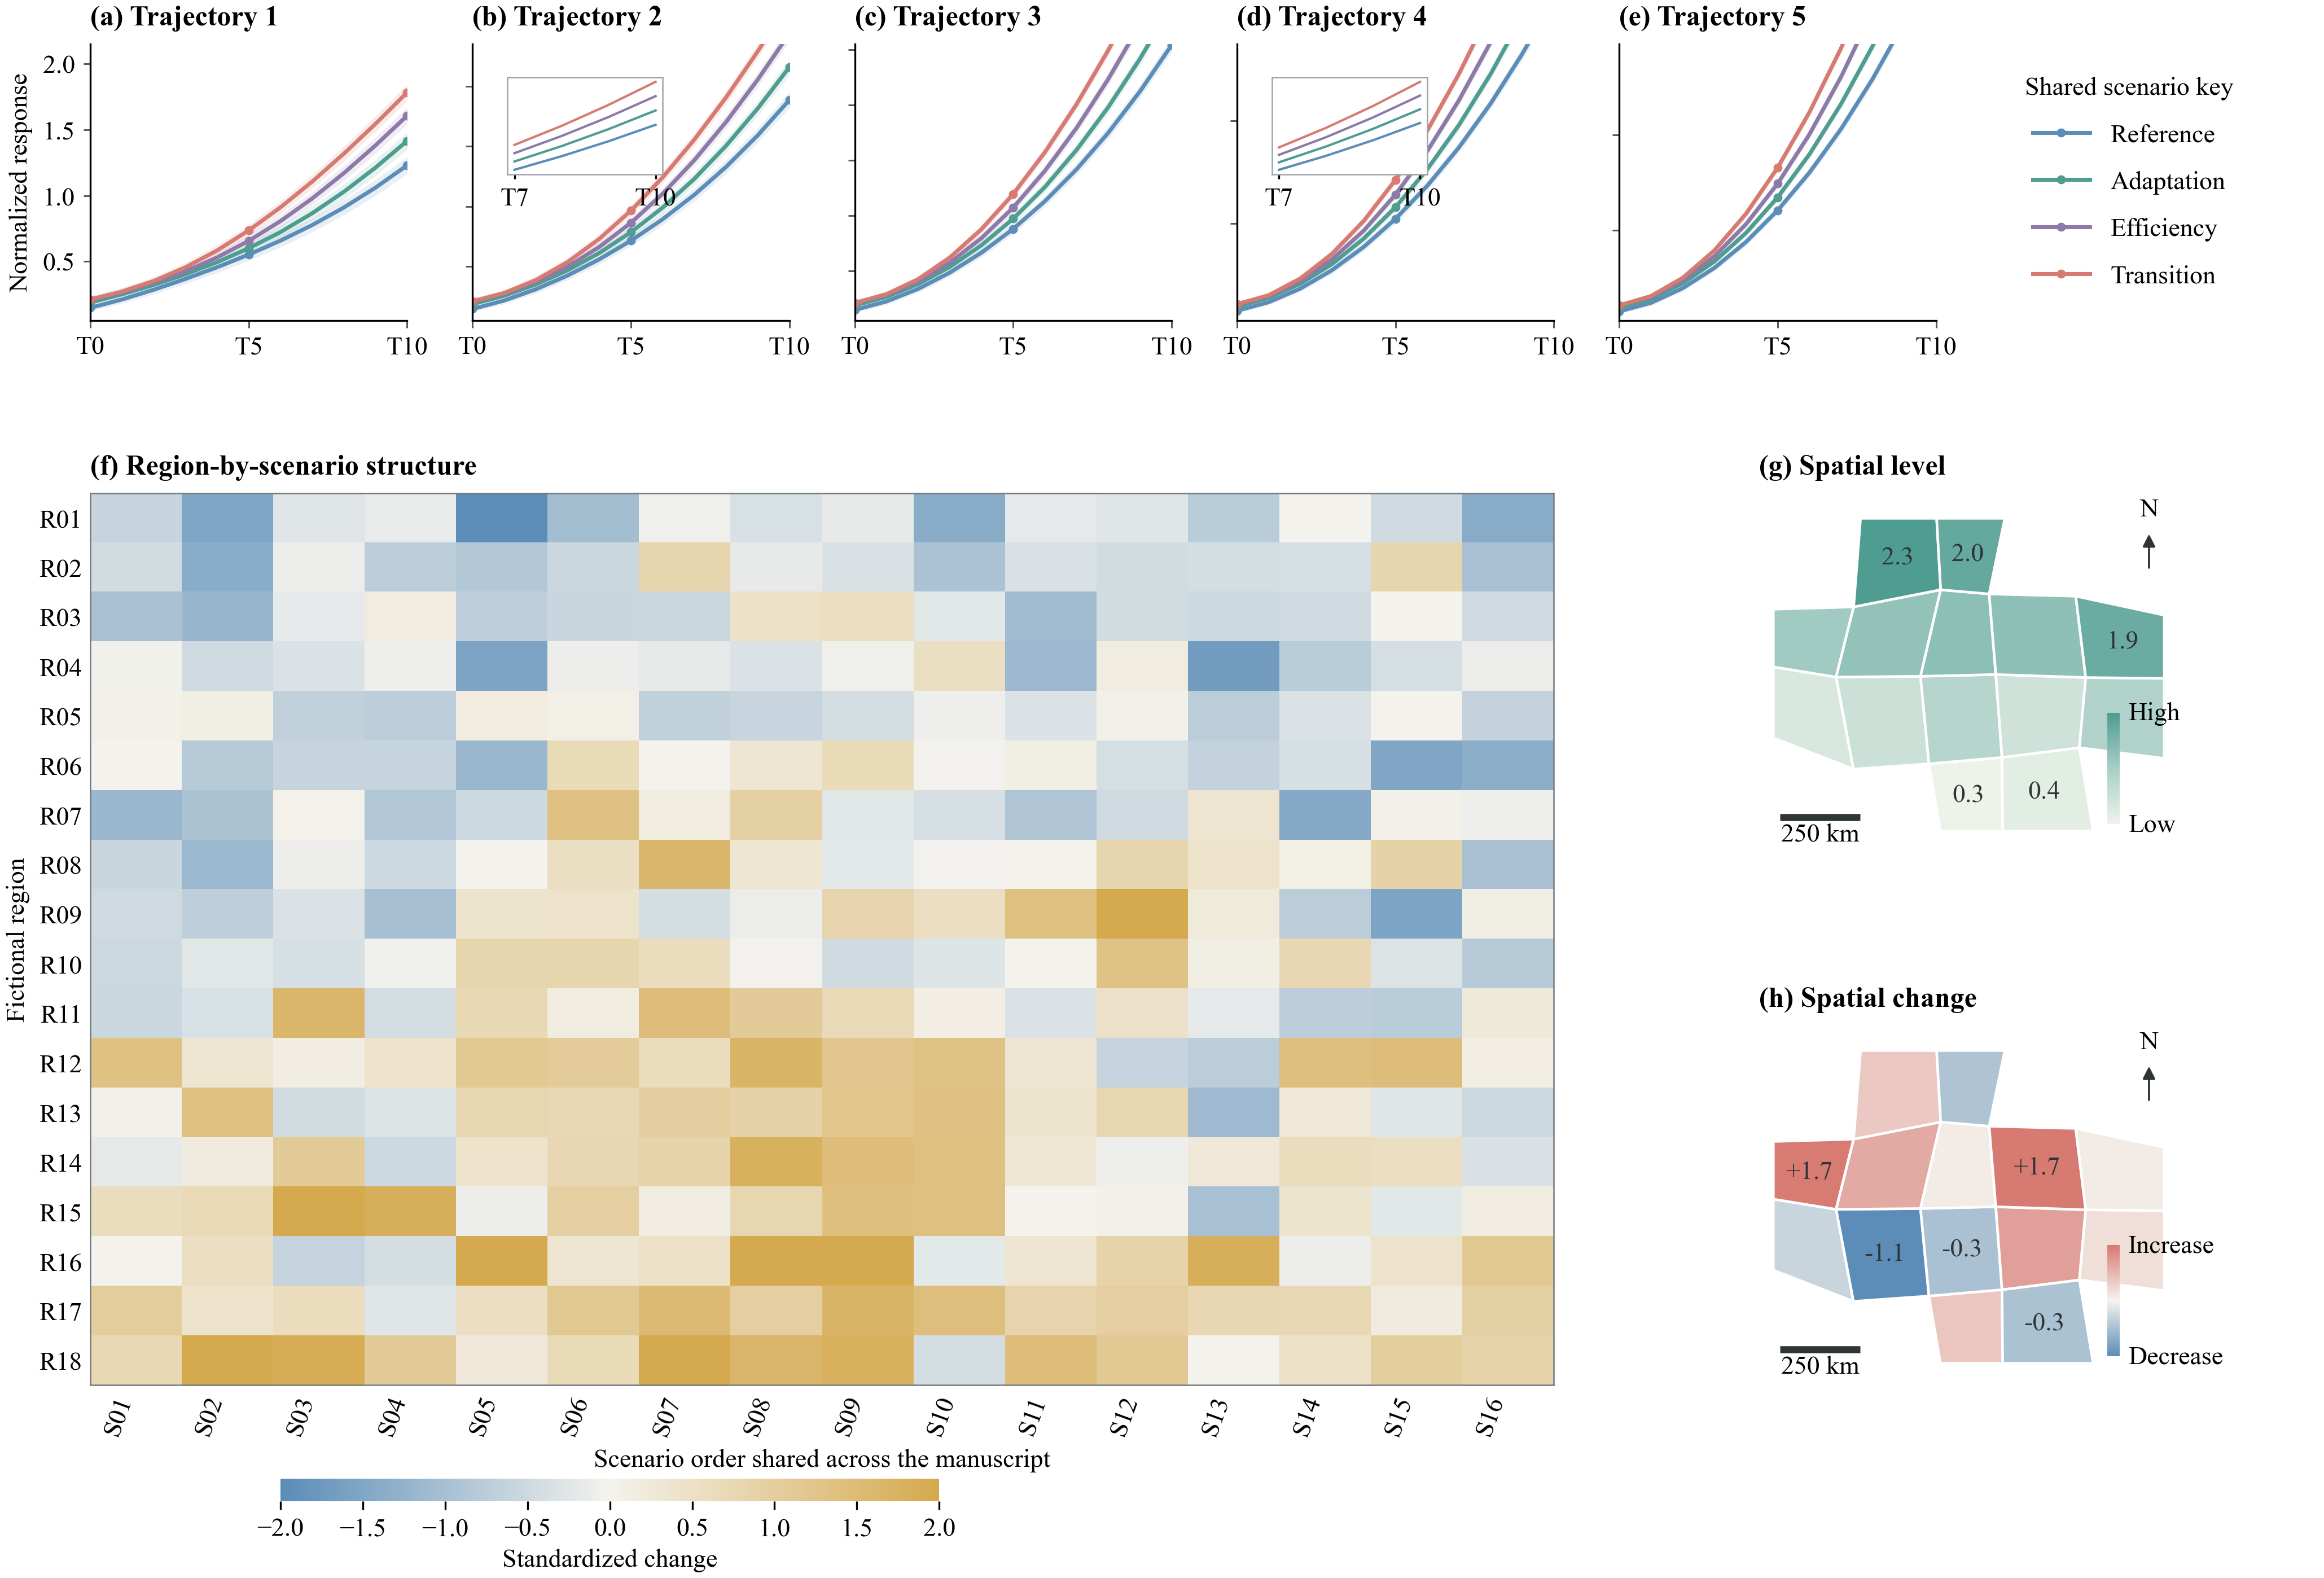 (a) Trajectory 1
(b) Trajectory 2
(c) Trajectory 3
(d) Trajectory 4
(e) Trajectory 5
Normalized response
2.0
1.5
1.0
0.5
T0
T5
T10
T7
T10
T0
T5
T10
T0
T5
T10
T7
T10
T0
T5
T10
T0
T5
T10
Shared scenario key
Reference
Adaptation
Efficiency
Transition
(f) Region-by-scenario structure
Fictional region
R01
R02
R03
R04
R05
R06
R07
R08
R09
R10
R11
R12
R13
R14
R15
R16
R17
R18
S01
S02
S03
S04
S05
S06
S07
S08
S09
S10
S11
S12
S13
S14
S15
S16
Scenario order shared across the manuscript
−2.0
−1.5
−1.0
−0.5
0.0
0.5
1.0
1.5
2.0
Standardized change
(g) Spatial level
N
2.3
2.0
1.9
High
0.3
0.4
Low
250 km
(h) Spatial change
N
+1.7
+1.7
-1.1
-0.3
Increase
-0.3
Decrease
250 km